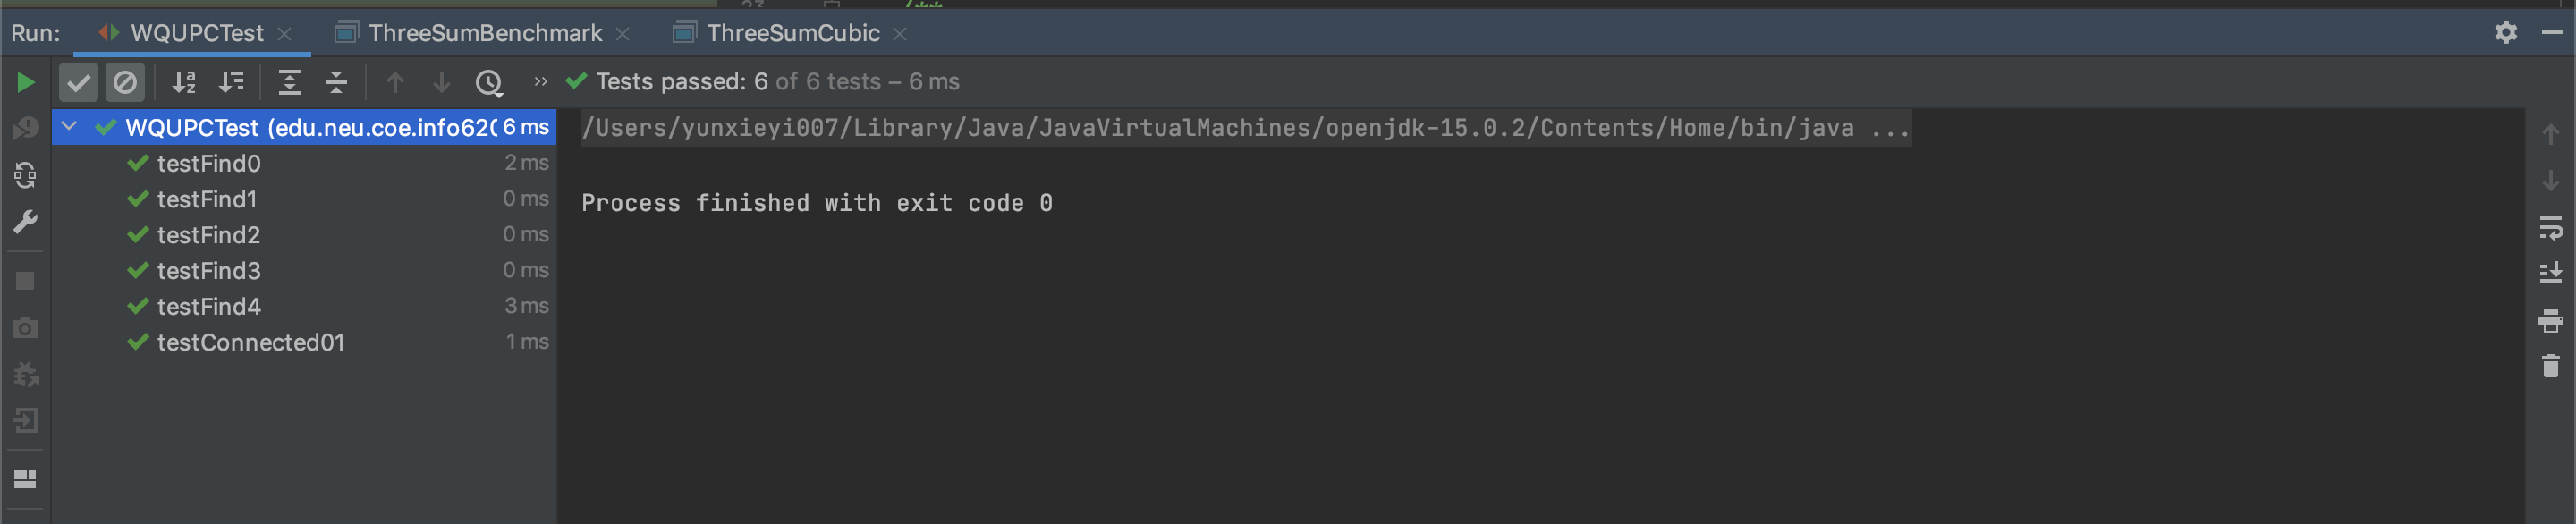 23 /**
Run: WQUPCTest ThreeSumBenchmark ThreeSumCubic
Tests passed: 6 of 6 tests – 6 ms
WQUPCTest (edu.neu.coe.info62( 6 ms
testFind0 2 ms
testFind1 0 ms
testFind2 0 ms
testFind3 0 ms
testFind4 3 ms
testConnected01 1 ms
/Users/yunxieyi007/Library/Java/JavaVirtualMachines/openjdk-15.0.2/Contents/Home/bin/java ...
Process finished with exit code 0